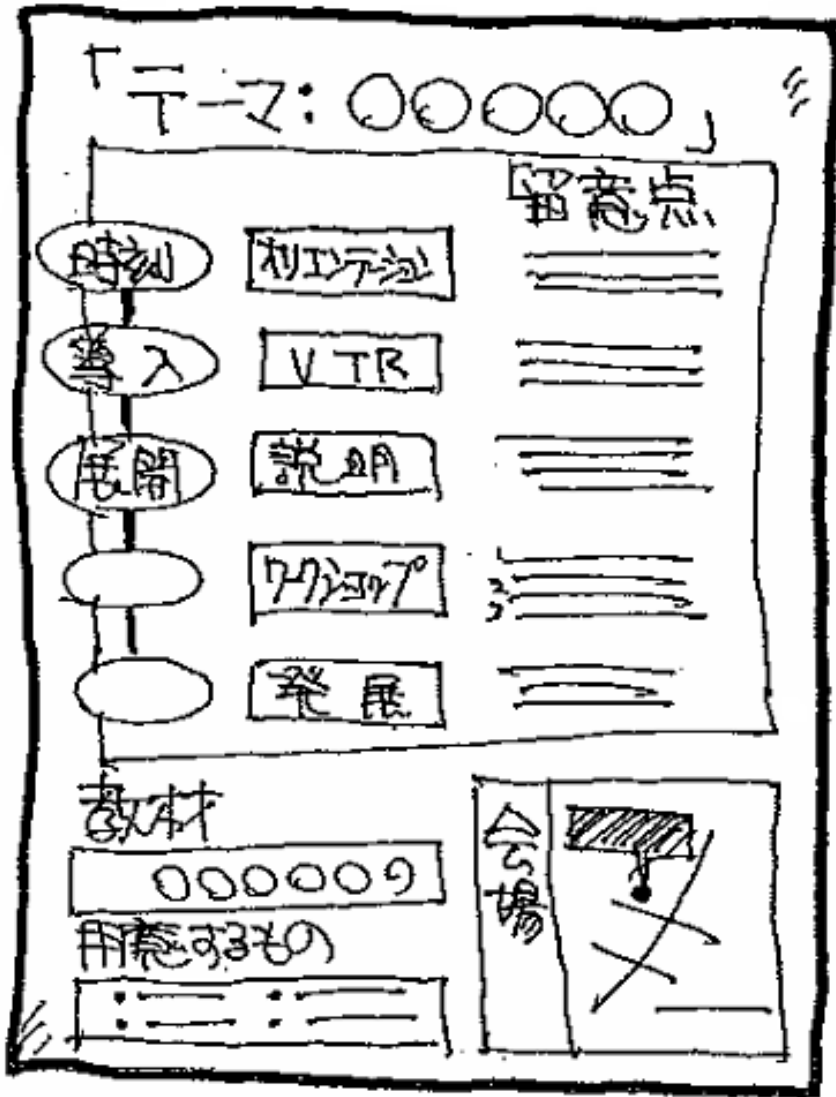 「テーマ:○○○○○」
留意点
時刻 オリエンテーション
導入 VTR
展開 説明
ワークショップ
発展
教材
○○○○○の
用意するもの
会場